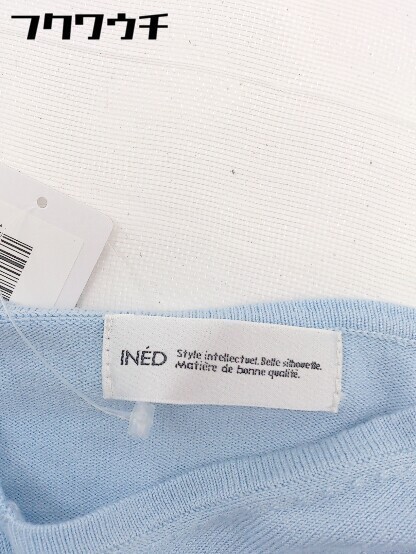 フクワウチ
INÉD
Style intellectuel. Belle silhouette.
Matière de bonne qualité.